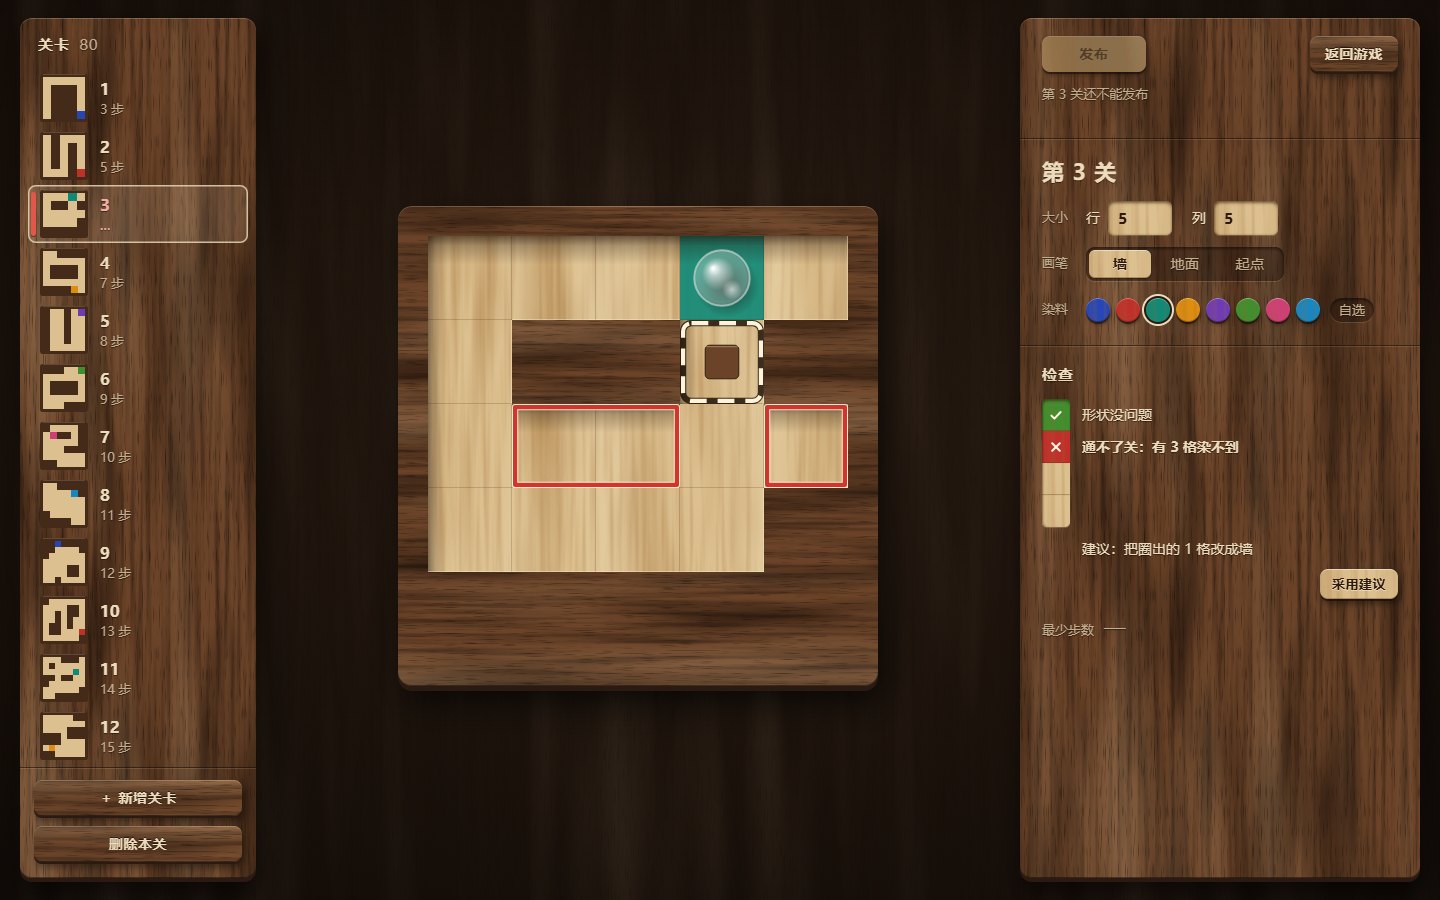 关卡 80
1
3 步
2
5 步
3
...
4
7 步
5
8 步
6
9 步
7
10 步
8
11 步
9
12 步
10
13 步
11
14 步
12
15 步
+ 新增关卡
删除本关
发布
返回游戏
第 3 关还不能发布
第 3 关
大小 行 5 列 5
画笔 墙 地面 起点
染料 自选
检查
形状没问题
通不了关：有 3 格染不到
建议：把圈出的 1 格改成墙
采用建议
最少步数 —